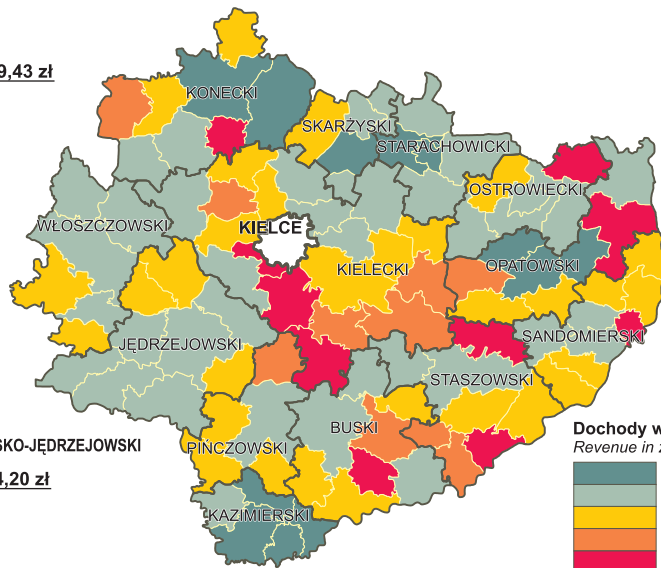 9,43 zł
KONECKI
SKARŻYSKI
STARACHOWICKI
OSTROWIECKI
WŁOSZCZOWSKI
KIELCE
KIELECKI
OPATOWSKI
JĘDRZEJOWSKI
SANDOMIERSKI
STASZOWSKI
BUSKI
SKO-JĘDRZEJOWSKI
PIŃCZOWSKI
4,20 zł
KAZIMIERSKI
Dochody w
Revenue in z